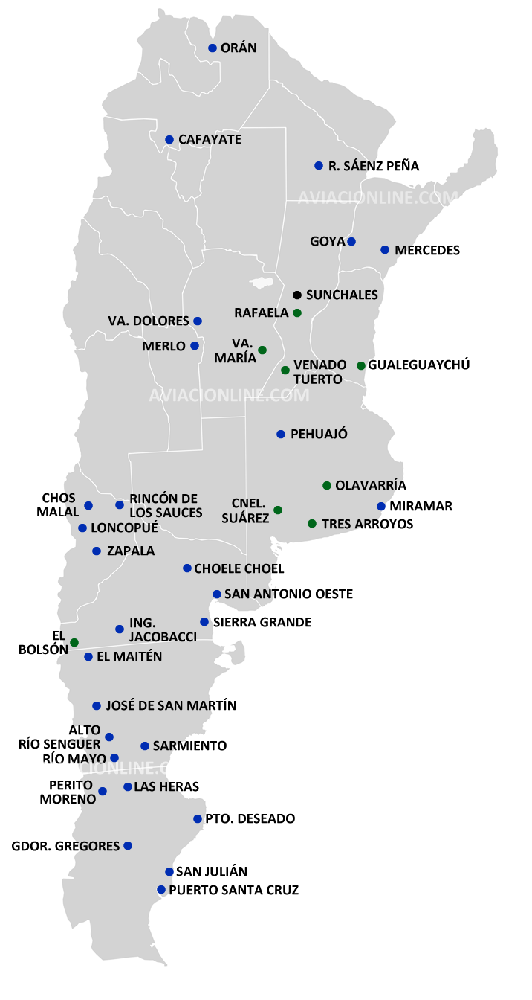 ORÁN
CAFAYATE
R. SÁENZ PEÑA
AVIACIONLINE.COM
GOYA
MERCEDES
SUNCHALES
RAFAELA
VA. DOLORES
MERLO
VA.
MARÍA
VENADO
TUERTO
GUALEGUAYCHÚ
AVIACIONLINE.COM
PEHUAJÓ
OLAVARRÍA
CHOS
MALAL
RINCÓN DE
LOS SAUCES
CNEL.
SUÁREZ
MIRAMAR
LONCOPUÉ
TRES ARROYOS
ZAPALA
CHOELE CHOEL
SAN ANTONIO OESTE
ING.
JACOBACCI
SIERRA GRANDE
EL
BOLSÓN
EL MAITÉN
JOSÉ DE SAN MARTÍN
ALTO
RÍO SENGUER
SARMIENTO
RÍO MAYO
CIONLINE.C
PERITO
MORENO
LAS HERAS
PTO. DESEADO
GDOR. GREGORES
SAN JULIÁN
PUERTO SANTA CRUZ